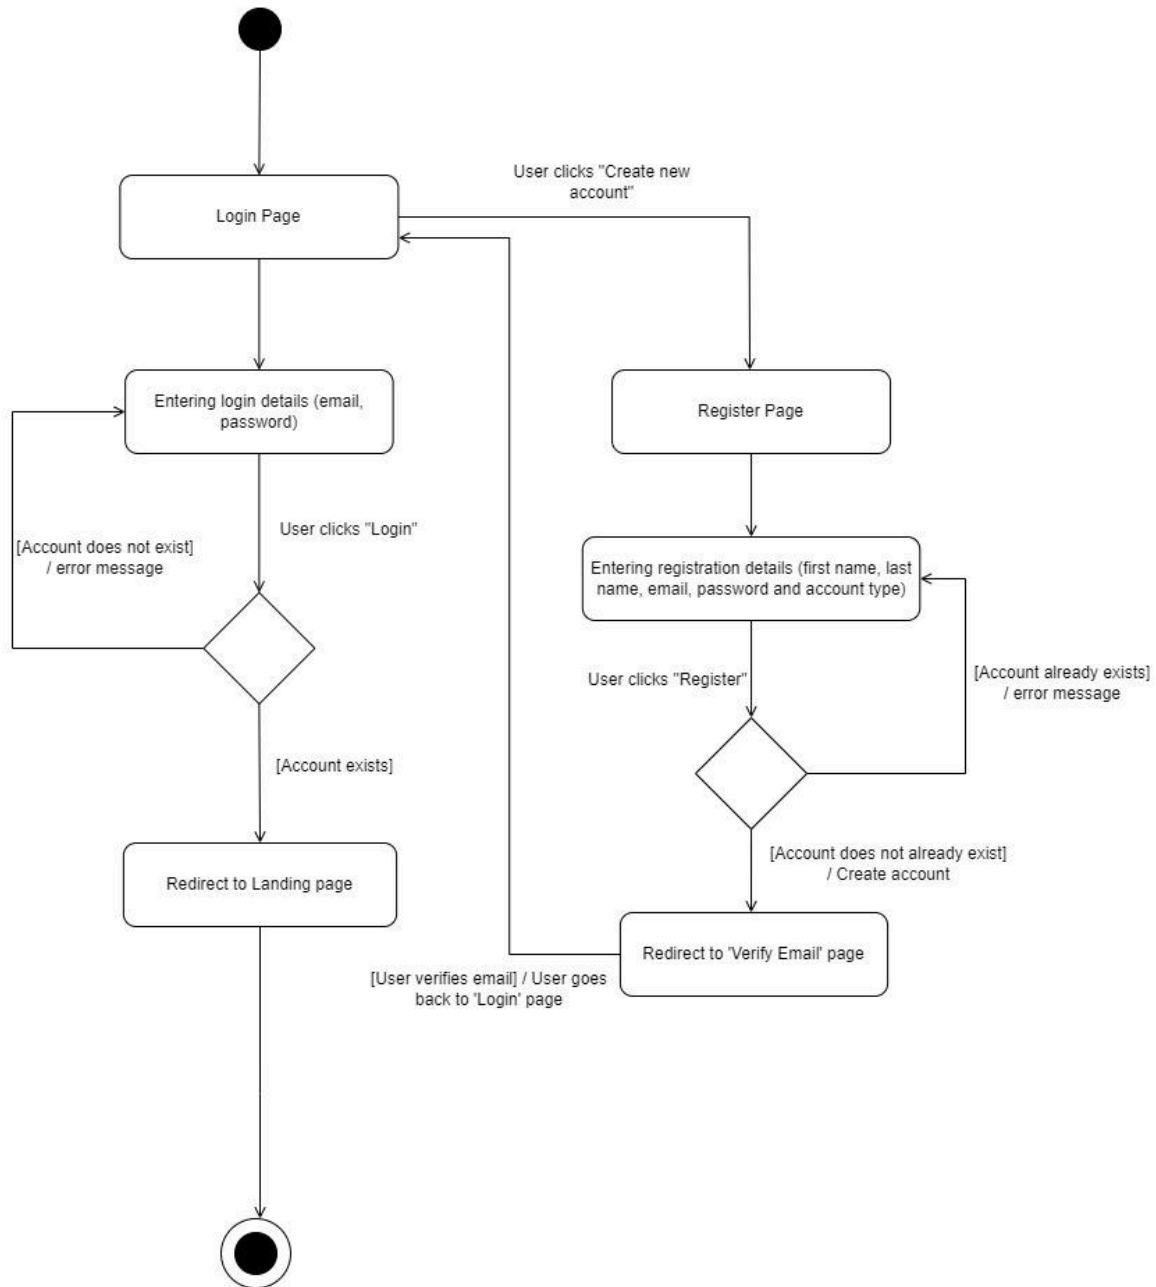 User clicks "Create new
account"
Login Page
Entering login details (email,
password)
Register Page
User clicks "Login"
[Account does not exist]
/ error message
Entering registration details (first name, last
name, email, password and account type)
User clicks "Register"
[Account already exists]
/ error message
[Account exists]
[Account does not already exist]
/ Create account
Redirect to Landing page
Redirect to 'Verify Email' page
[User verifies email] / User goes
back to 'Login' page